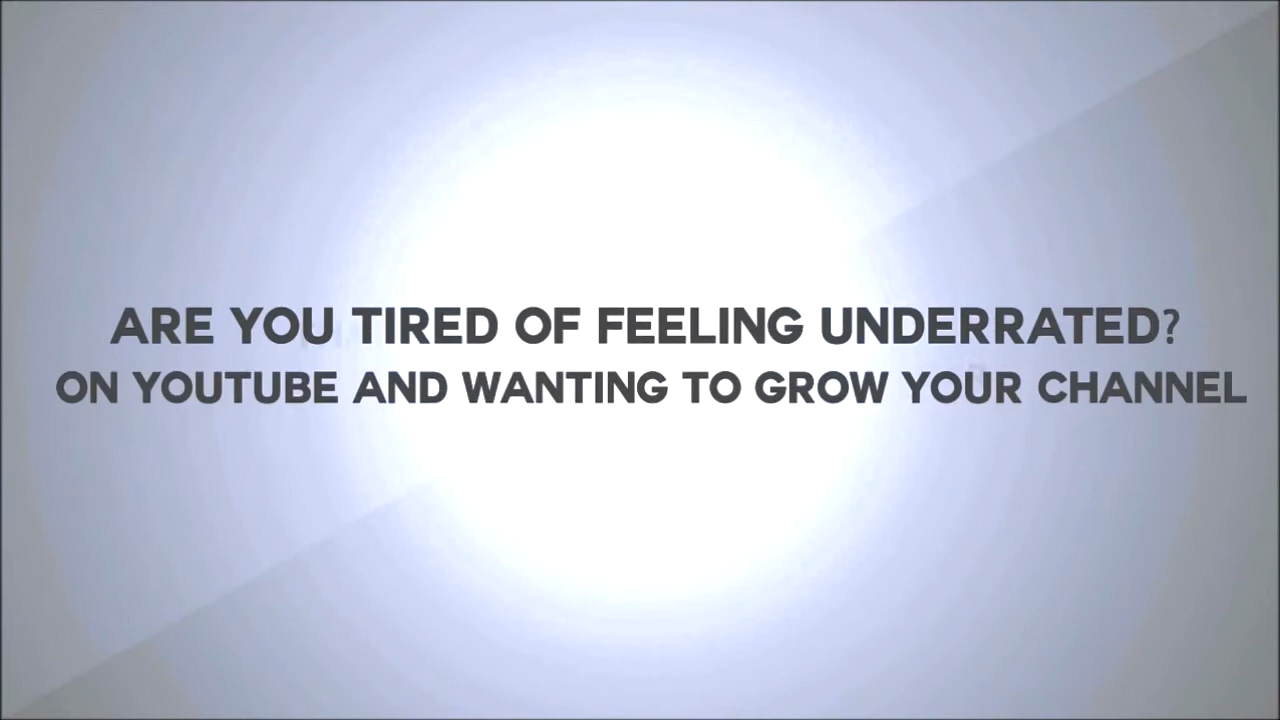 ARE YOU TIRED OF FEELING UNDERRATED?
ON YOUTUBE AND WANTING TO GROW YOUR CHANNEL